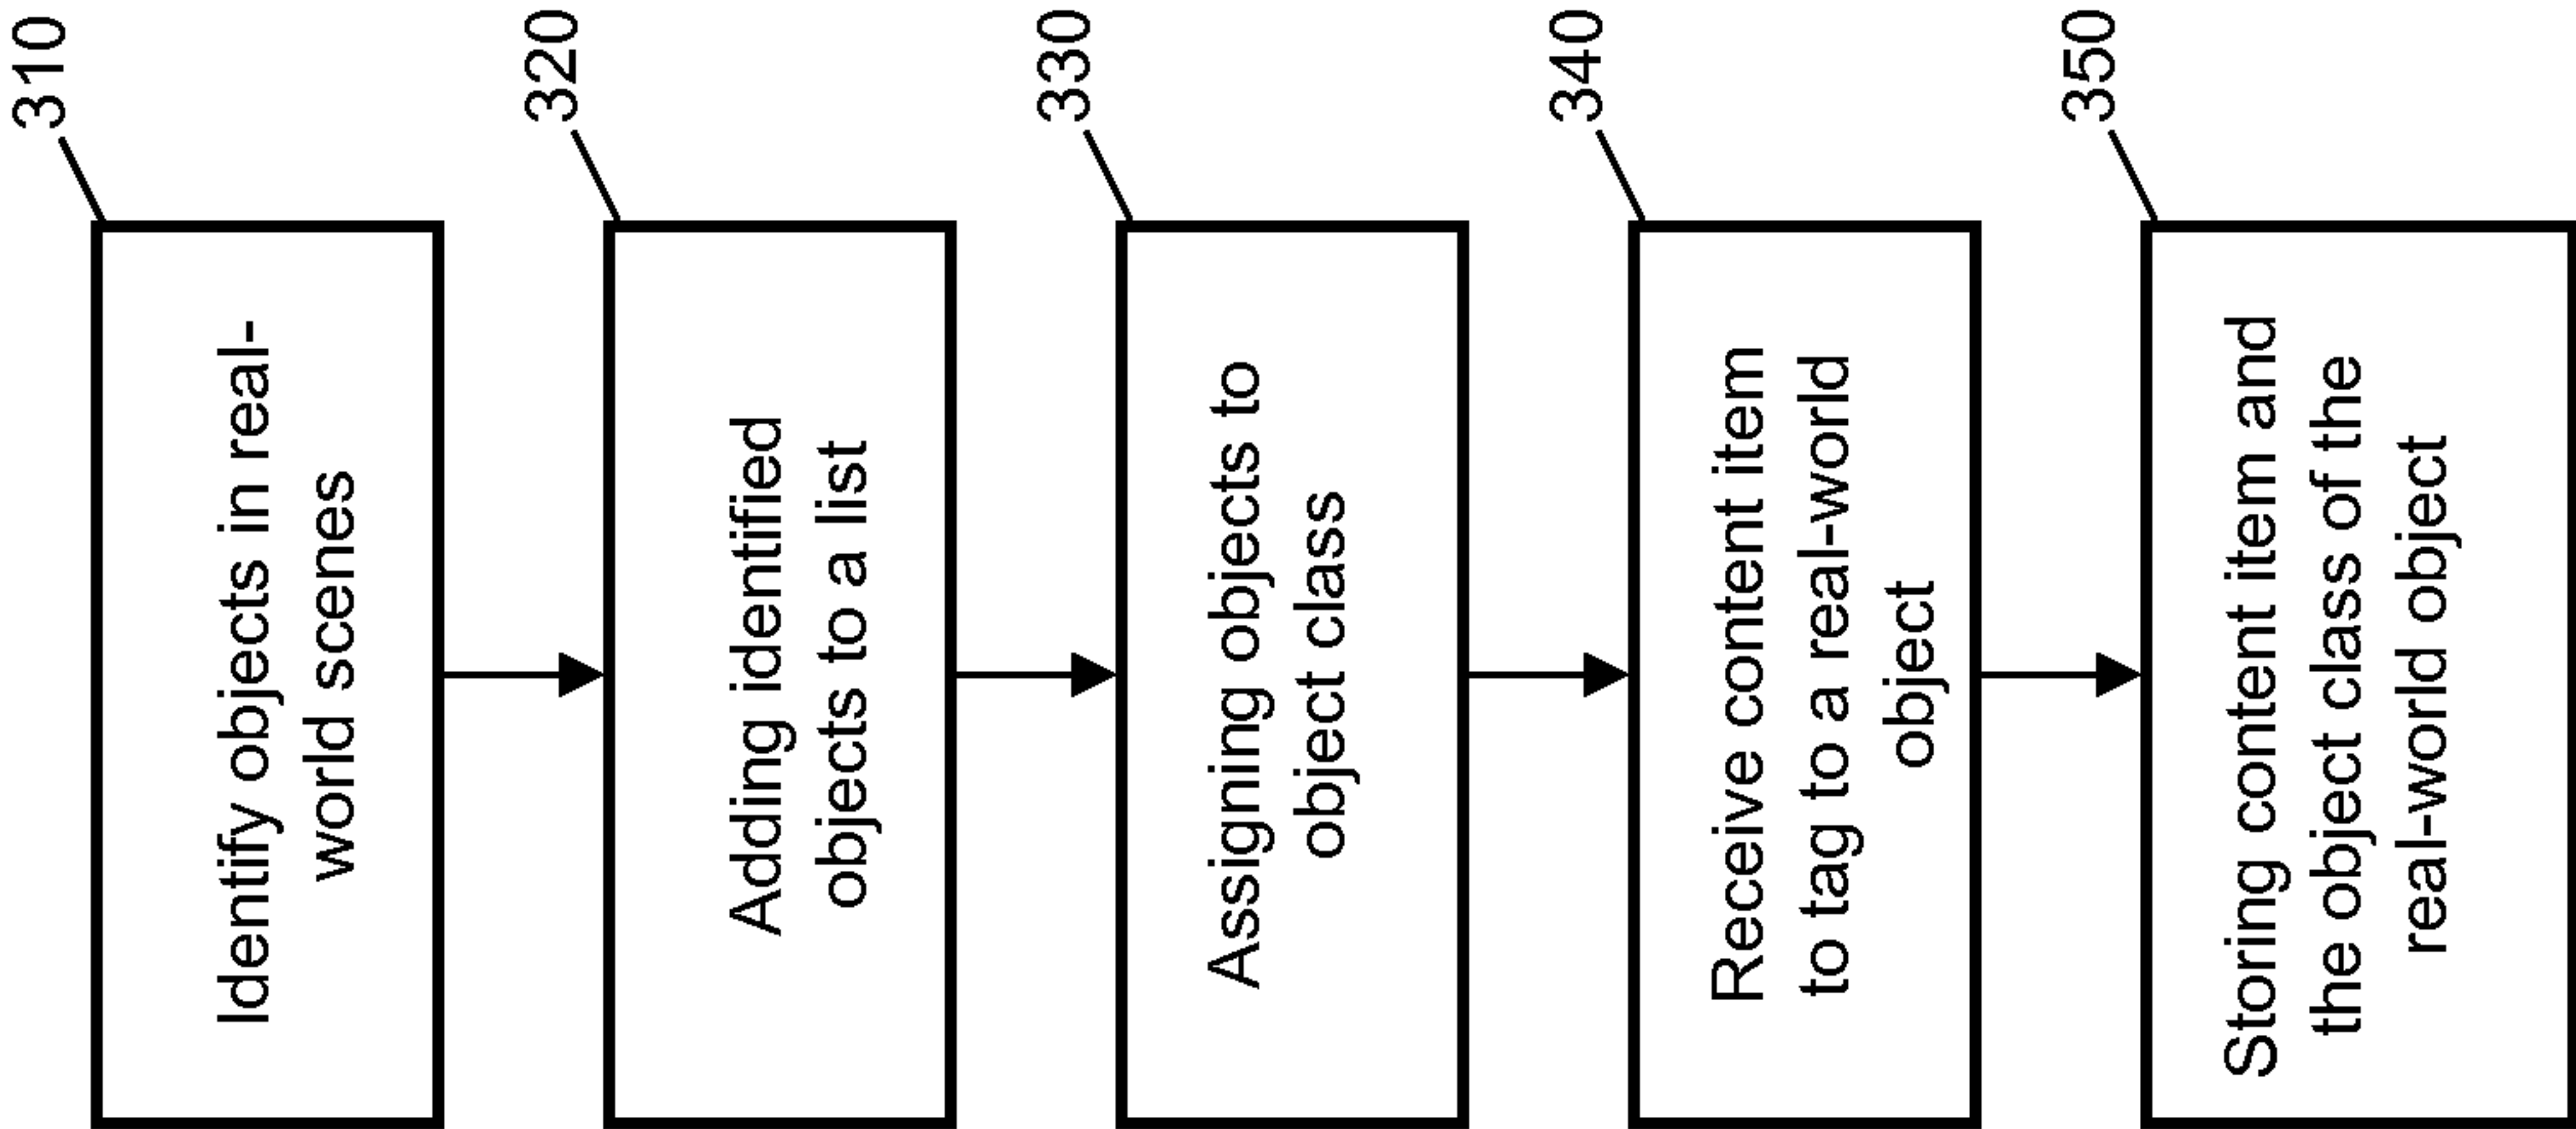 310
Identify objects in real-
world scenes
320
Adding identified
objects to a list
330
Assigning objects to
object class
340
Receive content item
to tag to a real-world
object
350
Storing content item and
the object class of the
real-world object